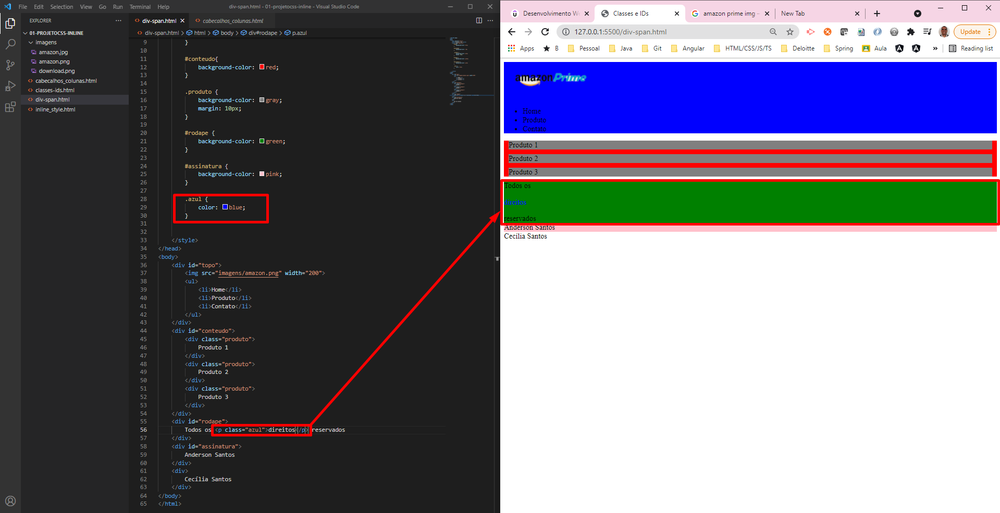 File Edit Selection View Go Run Terminal Help div-span.html - 01-projetocss-inline - Visual Studio Code
EXPLORER
01-PROJETOCSS-INLINE
imagens
amazon.jpg
amazon.png
download.png
cabecalhos_colunas.html
classes-ids.html
div-span.html
inline_style.html
div-span.html cabecalhos_colunas.html
div-span.html > html > body > div#rodape > p.azul
9 }
10
11 #conteudo{
12 background-color: red;
13 }
14
15 .produto {
16 background-color: gray;
17 margin: 10px;
18 }
19
20 #rodape {
21 background-color: green;
22 }
23
24 #assinatura {
25 background-color: pink;
26 }
27
28 .azul {
29 color: blue;
30 }
31
32
33 </style>
34 </head>
35 <body>
36 <div id="topo">
37 <img src="imagens/amazon.png" width="200">
38 <ul>
39 <li>Home</li>
40 <li>Produto</li>
41 <li>Contato</li>
42 </ul>
43 </div>
44 <div id="conteudo">
45 <div class="produto">
46 Produto 1
47 </div>
48 <div class="produto">
49 Produto 2
50 </div>
51 <div class="produto">
52 Produto 3
53 </div>
54 </div>
55 <div id="rodape">
56 Todos os <p class="azul">direitos</p> reservados
57 </div>
58 <div id="assinatura">
59 Anderson Santos
60 </div>
61 <div>
62 Cecília Santos
63 </div>
64 </body>
65 </html>
Desenvolvimento We Classes e IDs amazon prime img - New Tab
127.0.0.1:5500/div-span.html Update
Apps B Pessoal Java Git Angular HTML/CSS/JS/TS Deloitte Spring Aula » Reading list
amazonPrime
Home
Produto
Contato
Produto 1
Produto 2
Produto 3
Todos os
direitos
reservados
Anderson Santos
Cecília Santos